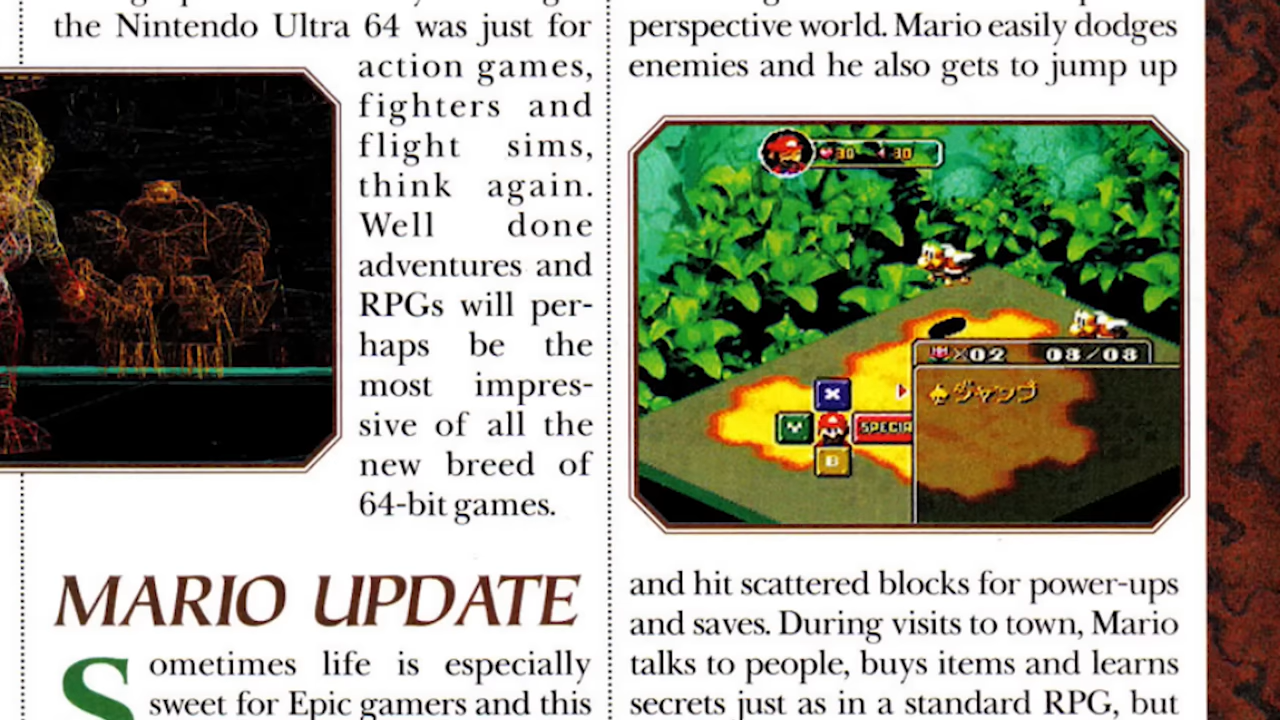 the Nintendo Ultra 64 was just for
action games,
fighters and
flight sims,
think again.
Well done
adventures and
RPGs will per-
haps be the
most impres-
sive of all the
new breed of
64-bit games.
MARIO UPDATE
Sometimes life is especially
sweet for Epic gamers and this
perspective world. Mario easily dodges
enemies and he also gets to jump up
30 30
×02 08/08
ジャンプ
X
Y
SPECIA
B
and hit scattered blocks for power-ups
and saves. During visits to town, Mario
talks to people, buys items and learns
secrets just as in a standard RPG, but